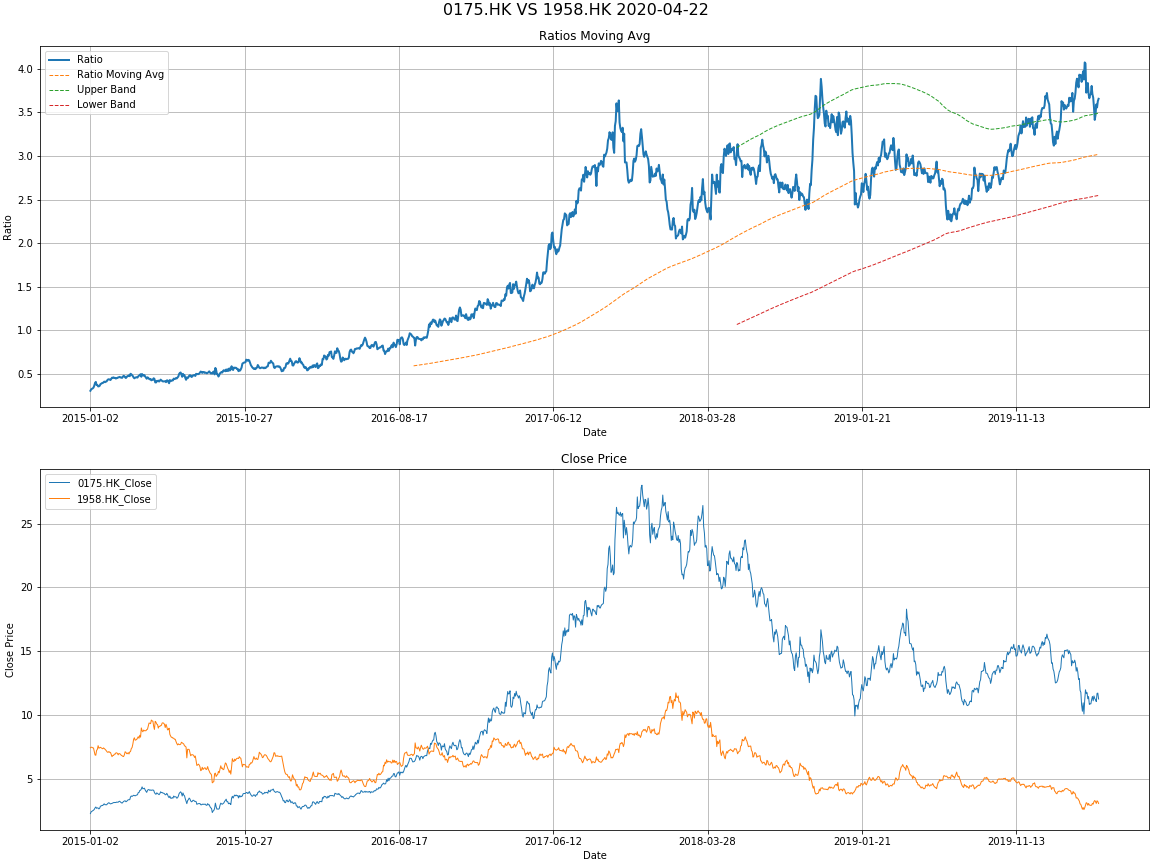 0175.HK VS 1958.HK 2020-04-22
Ratios Moving Avg
Ratio
Ratio Moving Avg
Upper Band
Lower Band
4.0
3.5
3.0
2.5
2.0
1.5
1.0
0.5
Ratio
2015-01-02 2015-10-27 2016-08-17 2017-06-12 2018-03-28 2019-01-21 2019-11-13
Date
Close Price
0175.HK_Close
1958.HK_Close
25
20
15
10
5
Close Price
2015-01-02 2015-10-27 2016-08-17 2017-06-12 2018-03-28 2019-01-21 2019-11-13
Date